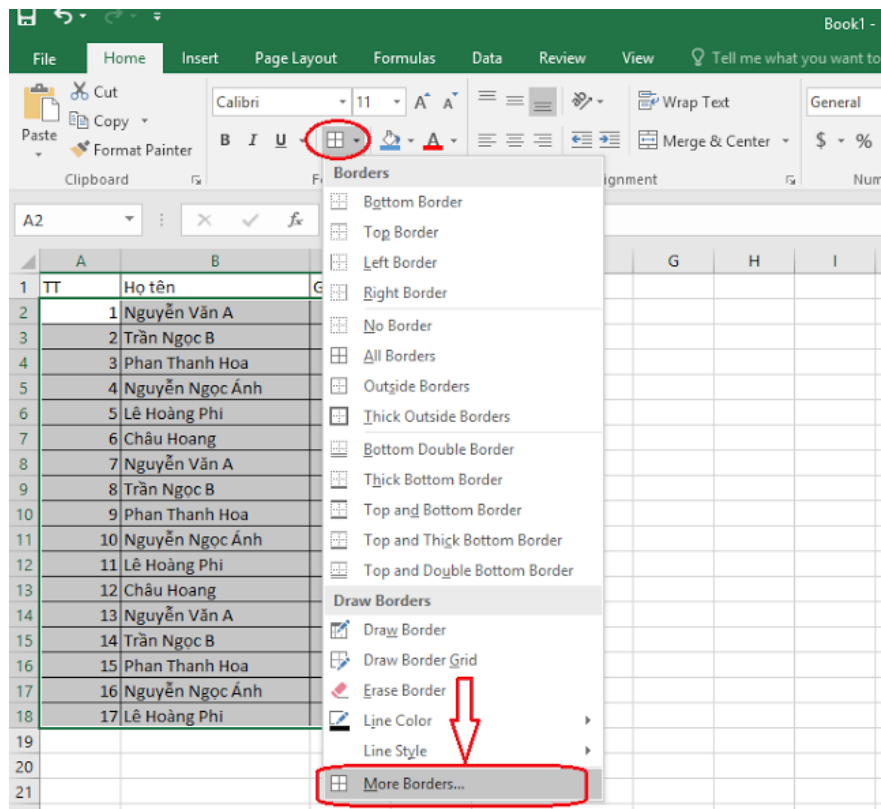 Book1 -
File Home Insert Page Layout Formulas Data Review View Tell me what you want to
Paste
Cut
Copy
Format Painter
Clipboard
Calibri 11 A A
B I U A
Wrap Text
Merge & Center
ignment
General
$ %
Num
Borders
Bottom Border
Top Border
Left Border
Right Border
No Border
All Borders
Outside Borders
Thick Outside Borders
Bottom Double Border
Thick Bottom Border
Top and Bottom Border
Top and Thick Bottom Border
Top and Double Bottom Border
Draw Borders
Draw Border
Draw Border Grid
Erase Border
Line Color
Line Style
More Borders...
A2 fx
A B G H I
1 TT Họ tên G
2 1 Nguyễn Văn A
3 2 Trần Ngọc B
4 3 Phan Thanh Hoa
5 4 Nguyễn Ngọc Ánh
6 5 Lê Hoàng Phi
7 6 Châu Hoang
8 7 Nguyễn Văn A
9 8 Trần Ngọc B
10 9 Phan Thanh Hoa
11 10 Nguyễn Ngọc Ánh
12 11 Lê Hoàng Phi
13 12 Châu Hoang
14 13 Nguyễn Văn A
15 14 Trần Ngọc B
16 15 Phan Thanh Hoa
17 16 Nguyễn Ngọc Ánh
18 17 Lê Hoàng Phi
19
20
21